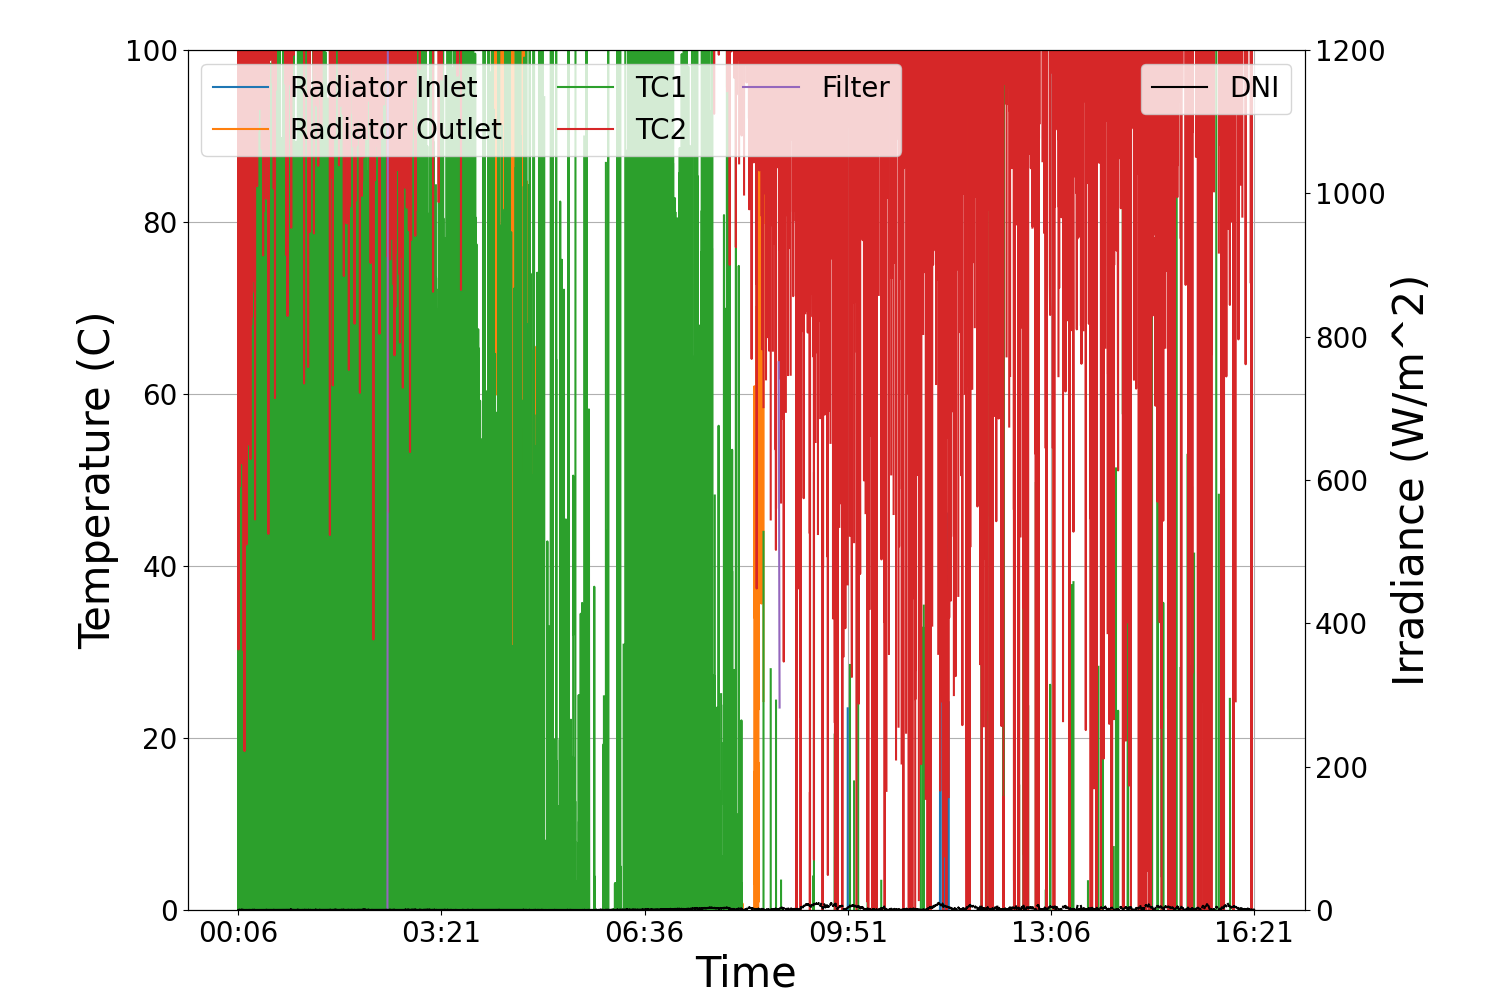 Radiator Inlet
Radiator Outlet
TC1
TC2
Filter
DNI
100
80
60
40
20
0
Temperature (C)
1200
1000
800
600
400
200
0
Irradiance (W/m^2)
00:06
03:21
06:36
09:51
13:06
16:21
Time